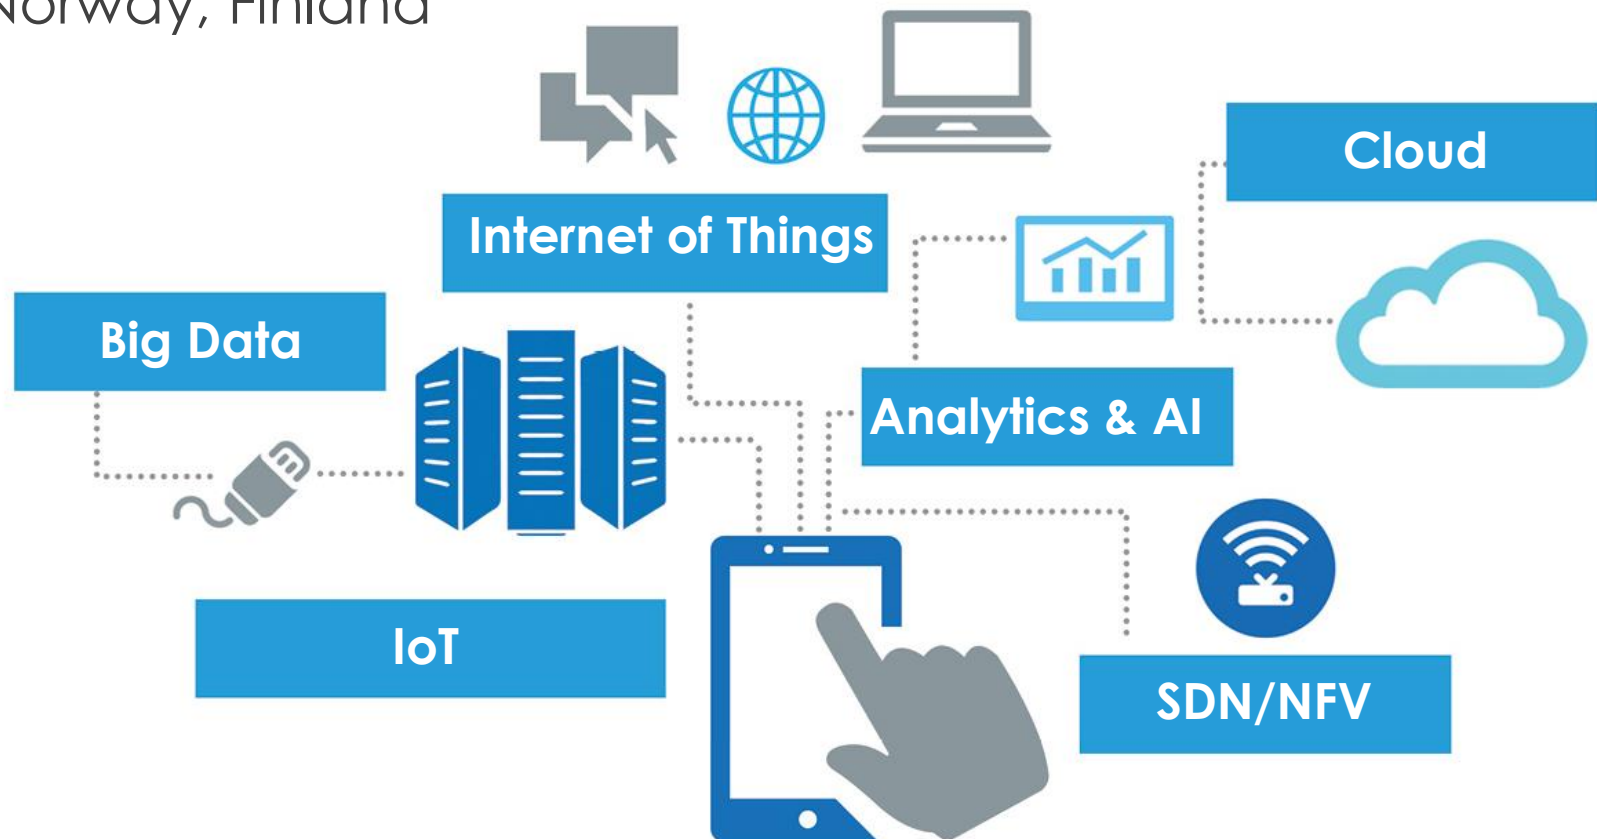 Norway, Finland
Cloud
Internet of Things
Big Data
Analytics & AI
IoT
SDN/NFV